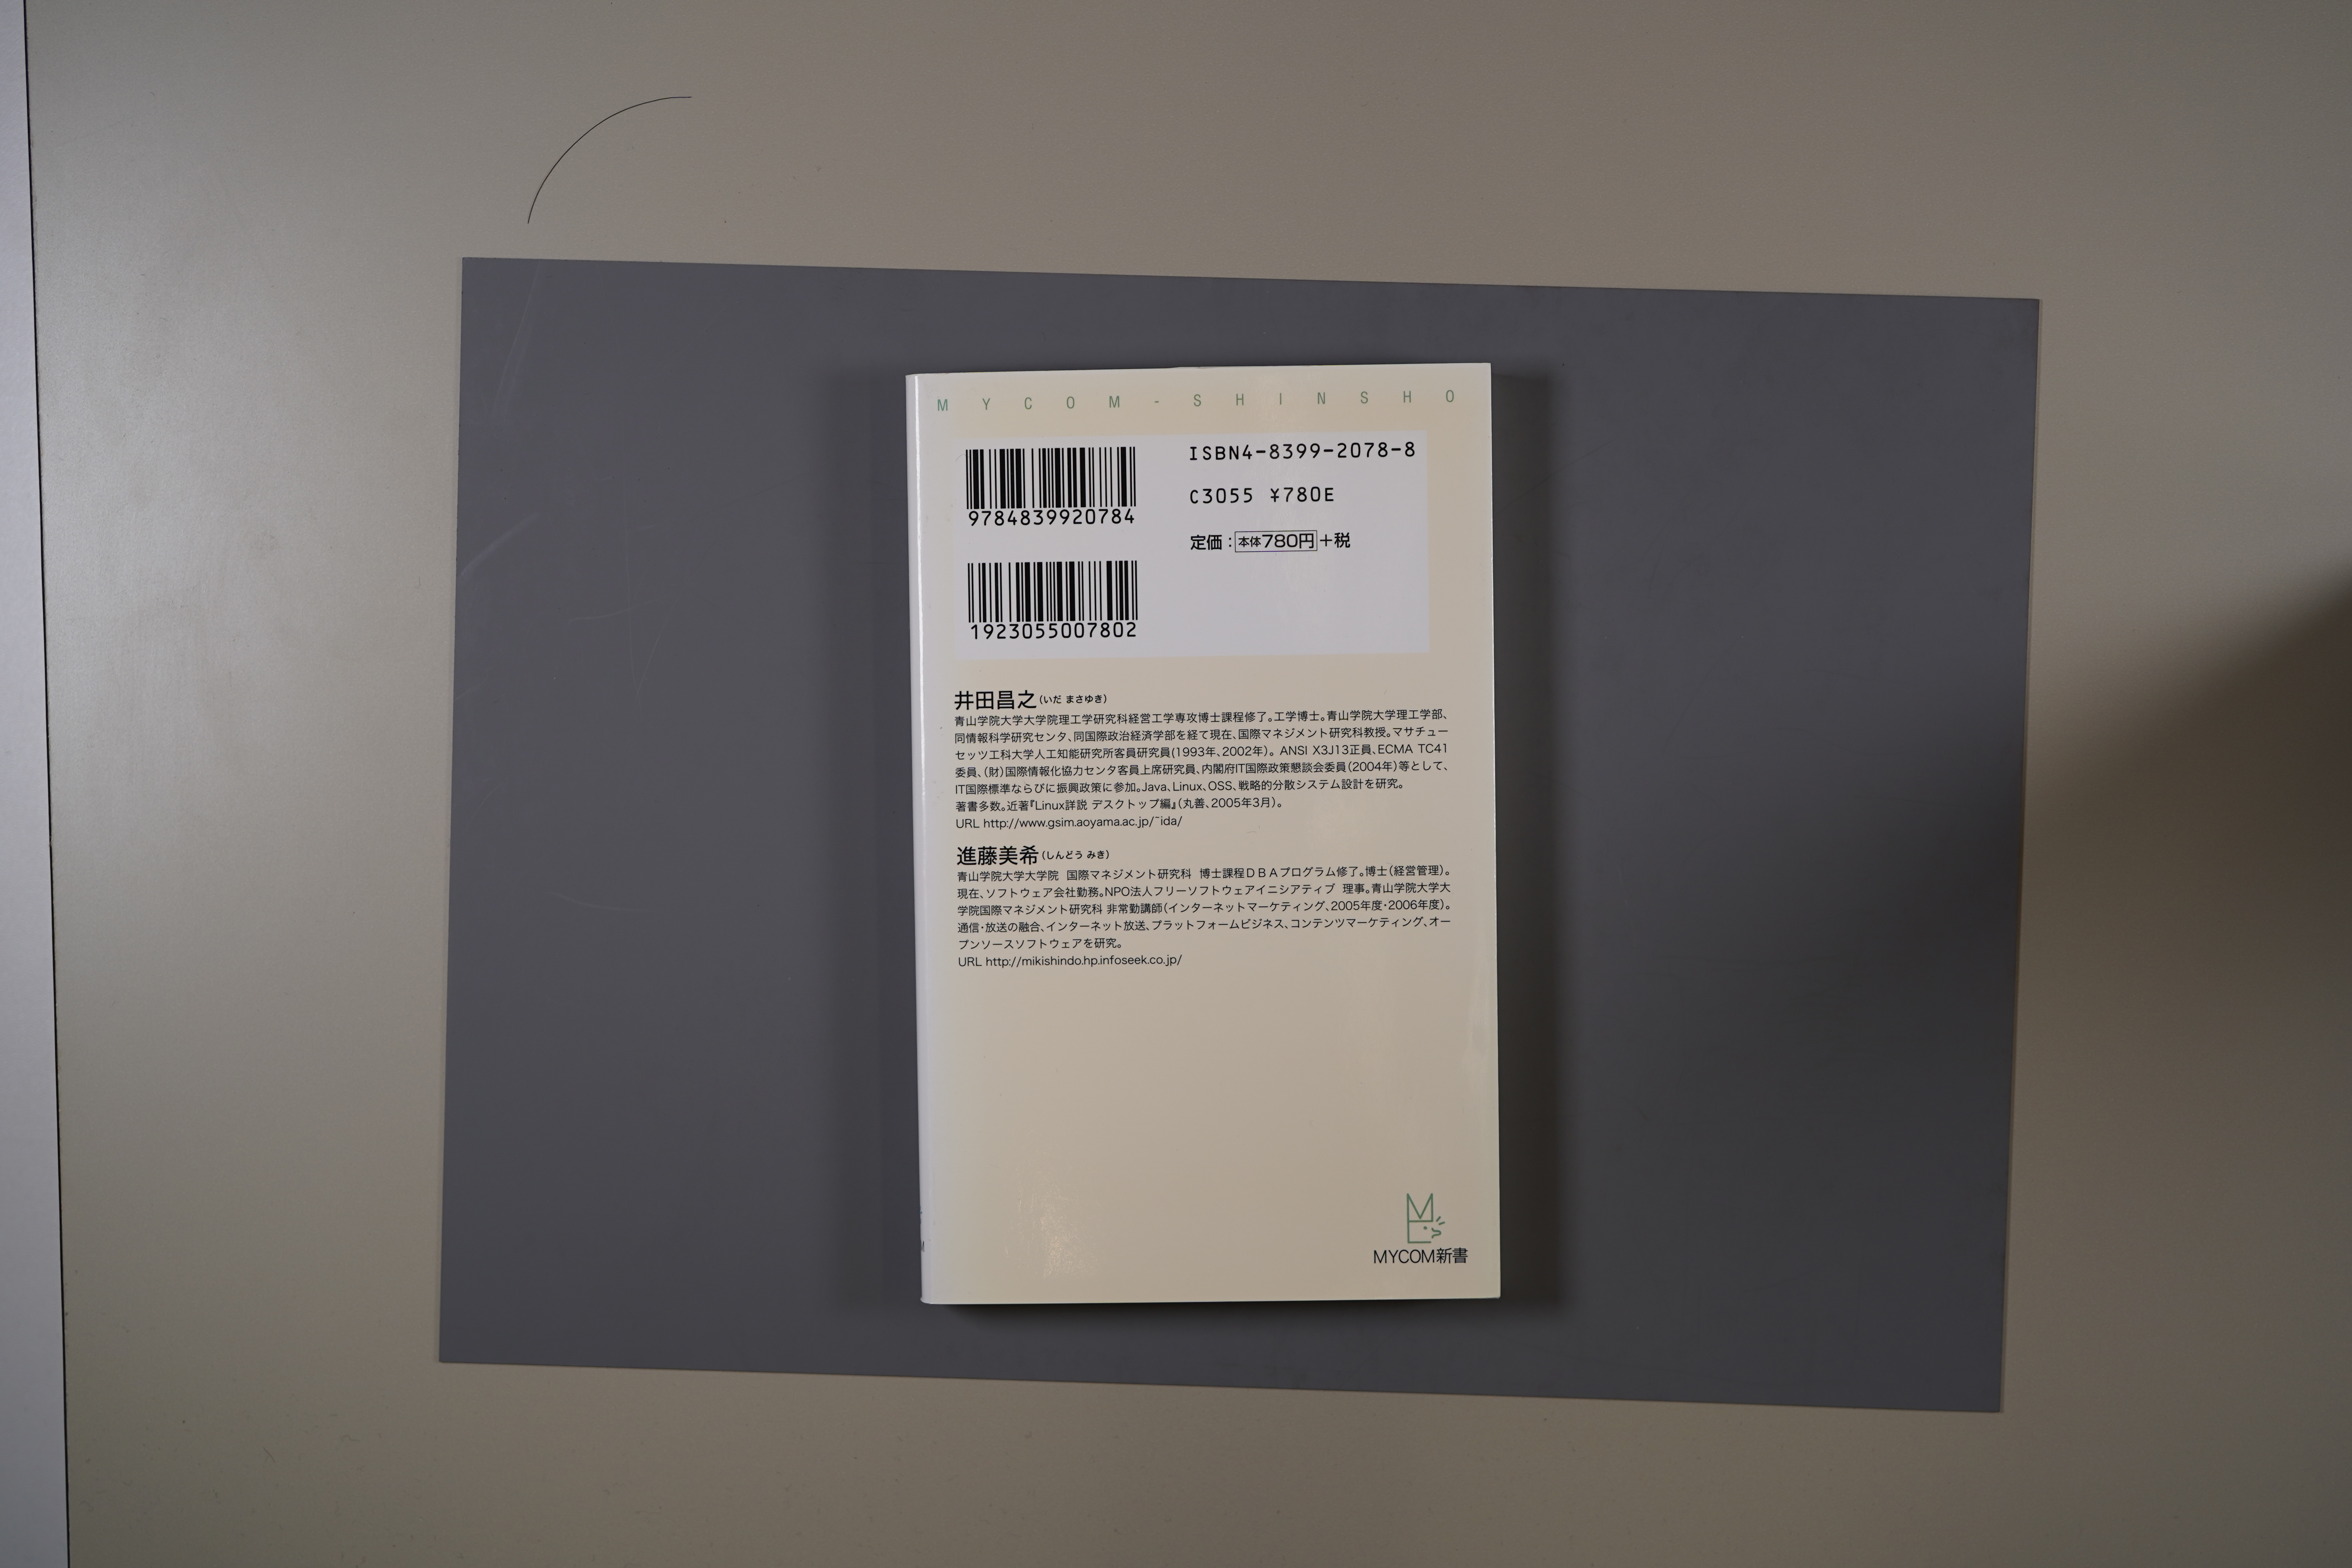 MYCOM-SHINSHO
9784839920784
ISBN4-8399-2078-8
C3055 ¥780E
定価：本体780円+税
1923055007802
井田昌之（いだ まさゆき）
青山学院大学大学院理工学研究科経営工学専攻博士課程修了。工学博士。青山学院大学理工学部、
同情報科学研究センタ、同国際政治経済学部を経て現在、国際マネジメント研究科教授。マサチュー
セッツ工科大学人工知能研究所客員研究員(1993年、2002年)。ANSI X3J13正員、ECMA TC41
委員、（財）国際情報化協力センタ客員上席研究員、内閣府IT国際政策懇談会委員（2004年）等として、
IT国際標準ならびに振興政策に参加。Java、Linux、OSS、戦略的分散システム設計を研究。
著書多数。近著『Linux詳説 デスクトップ編』（丸善、2005年3月）。
URL http://www.gsim.aoyama.ac.jp/~ida/
進藤美希（しんどう みき）
青山学院大学大学院 国際マネジメント研究科 博士課程ＤＢＡプログラム修了。博士（経営管理）。
現在、ソフトウェア会社勤務。NPO法人フリーソフトウェアイニシアティブ 理事。青山学院大学大
学院国際マネジメント研究科 非常勤講師（インターネットマーケティング、2005年度・2006年度）。
通信・放送の融合、インターネット放送、プラットフォームビジネス、コンテンツマーケティング、オー
プンソースソフトウェアを研究。
URL http://mikishindo.hp.infoseek.co.jp/
MYCOM新書